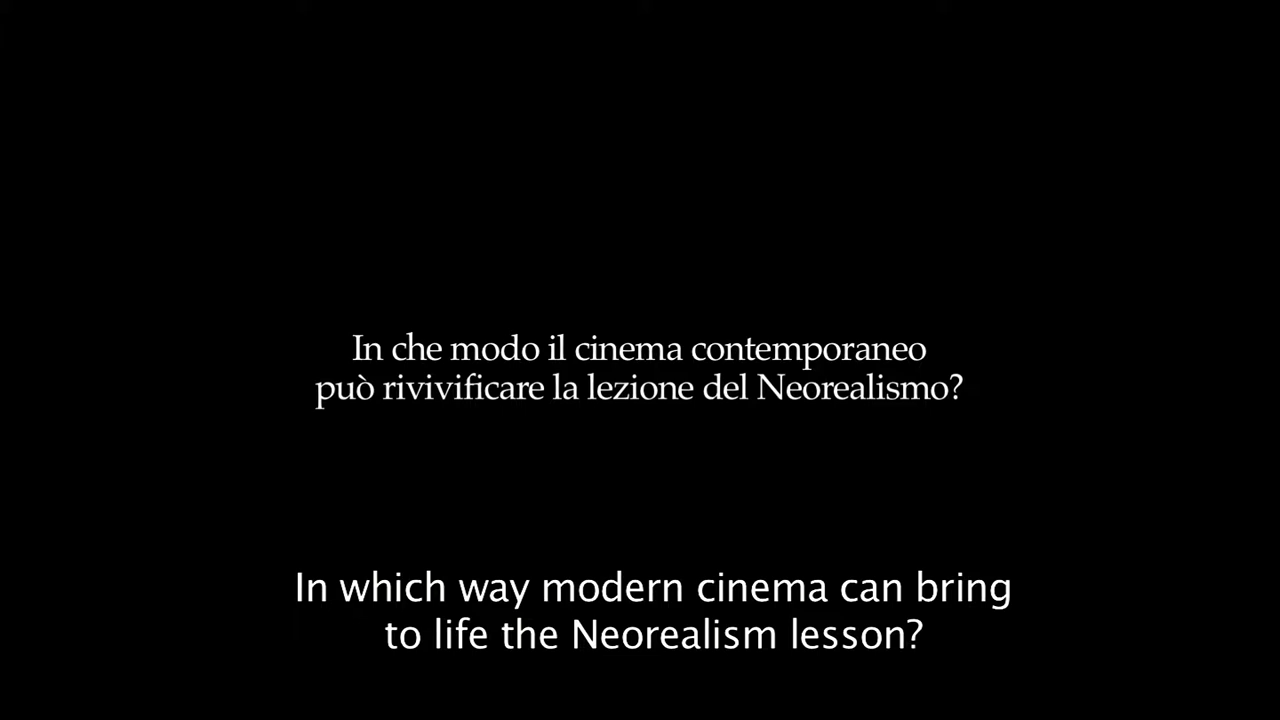 In che modo il cinema contemporaneo
può rivivificare la lezione del Neorealismo?
In which way modern cinema can bring
to life the Neorealism lesson?